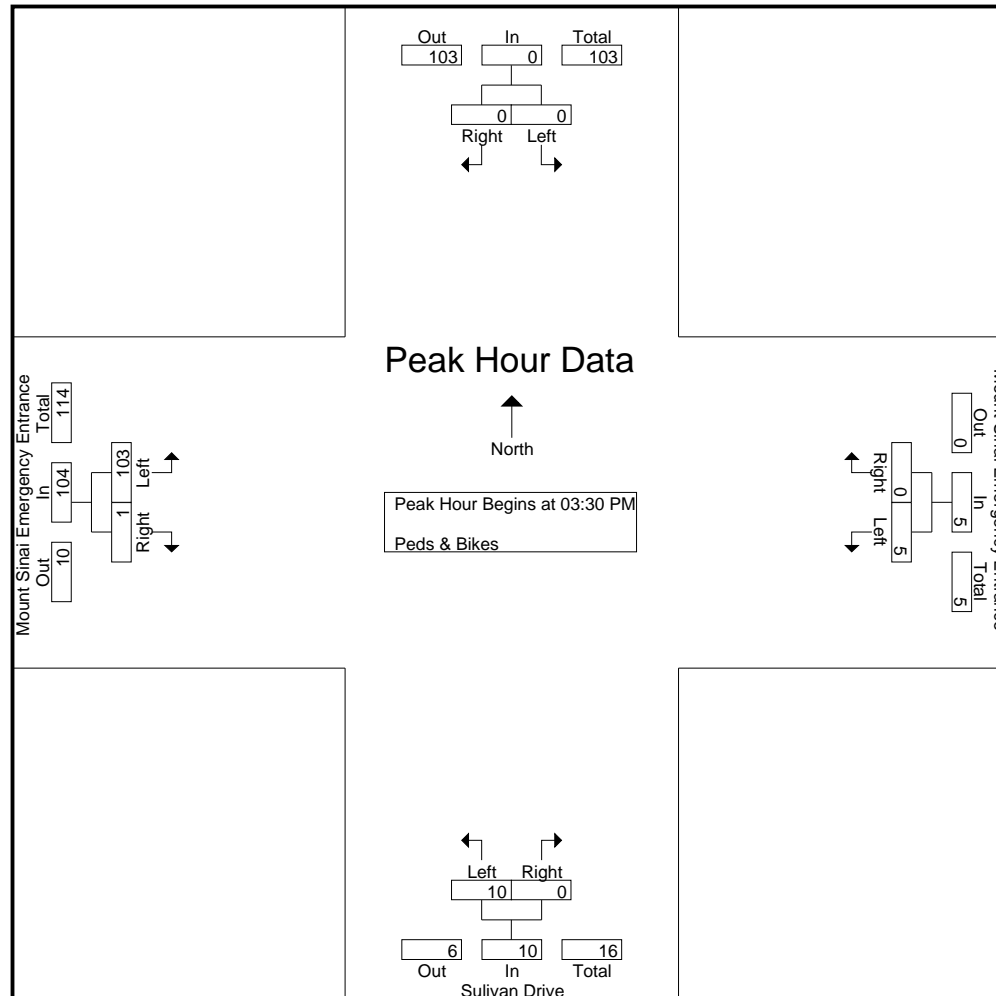 Out In Total
103 0 103
0 0
Right Left
Peak Hour Data
North
Peak Hour Begins at 03:30 PM
Peds & Bikes
Mount Sinai Emergency Entrance
Total In Out
114 104 10
103 1
Left Right
Right Left
0 5
0 5 5
Out In Total
Left Right
10 0
6 10 16
Out In Total
Sulivan Drive